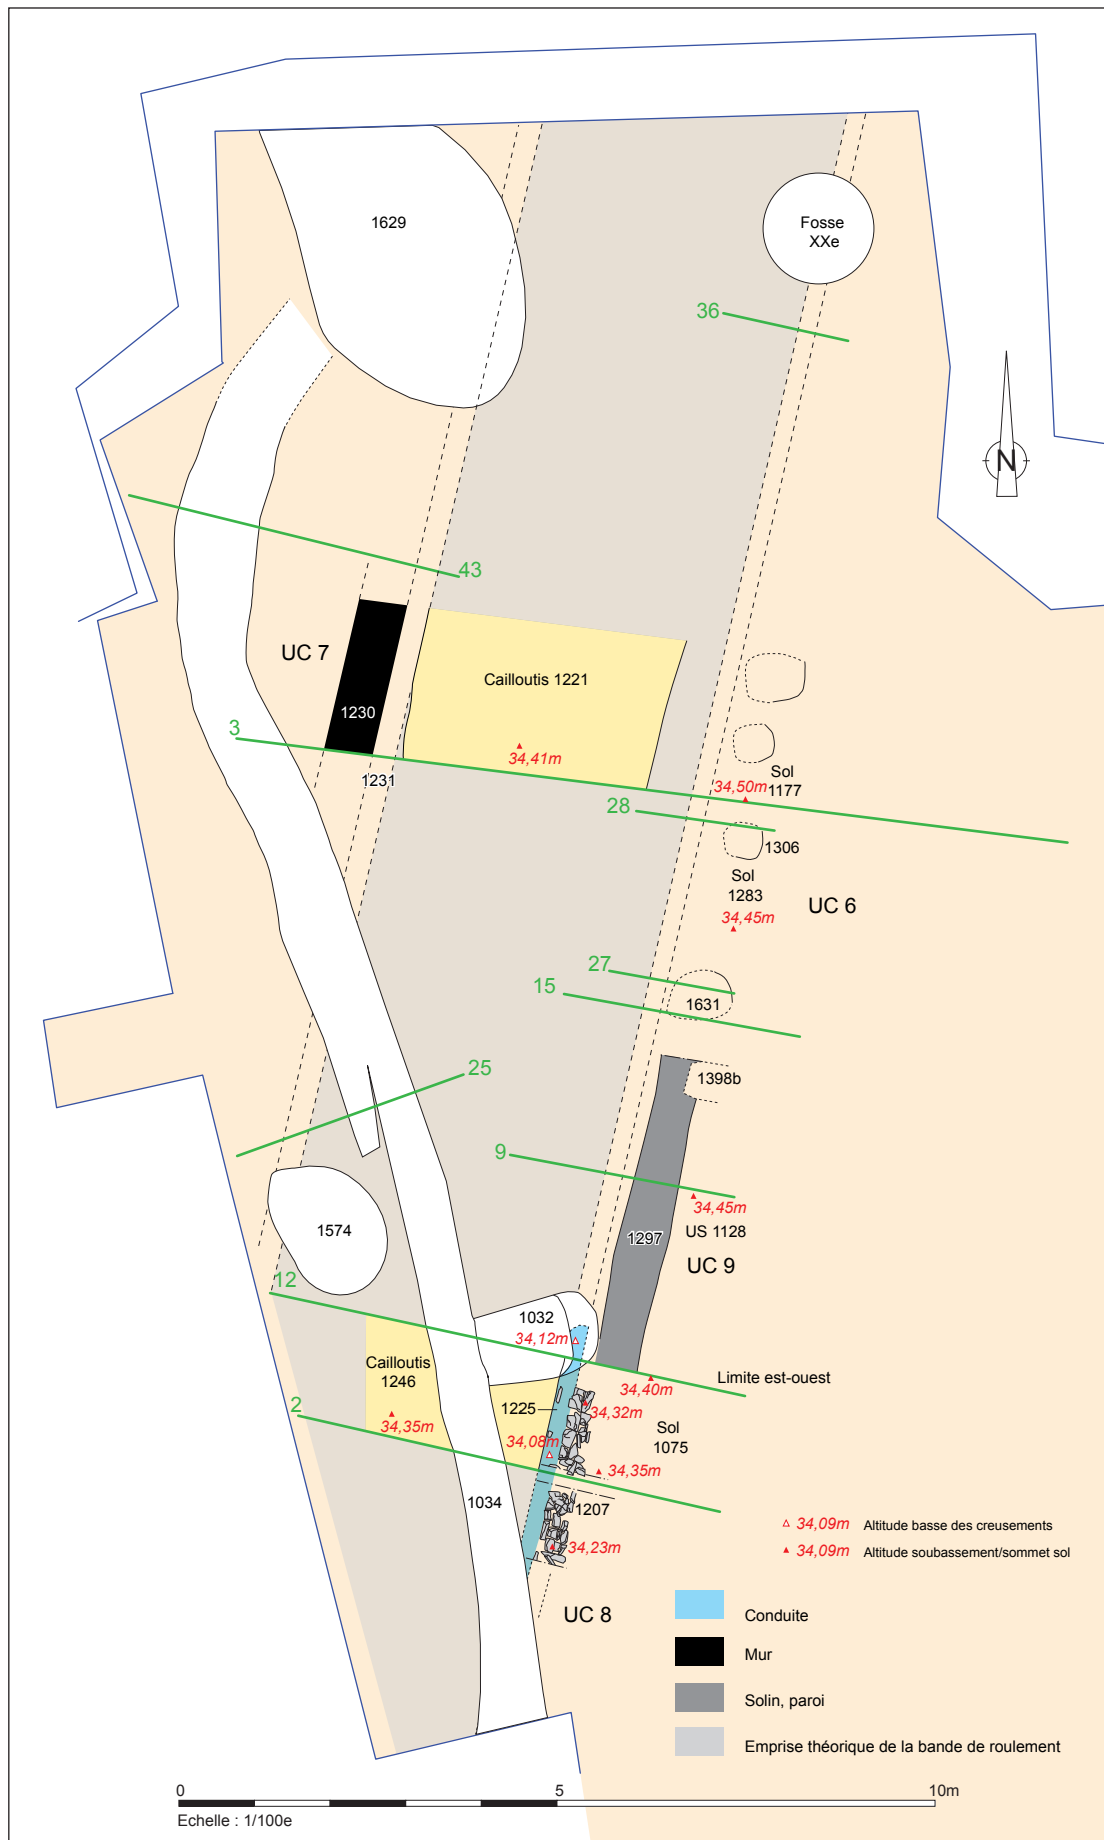 1629
Fosse
XXe
36
N
43
UC 7
Cailloutis 1221
1230
3
34,41m
1231
Sol
1177
34,50m
28
1306
Sol
1283
UC 6
34,45m
27
15
1631
25
1398b
9
34,45m
1574
1297
US 1128
UC 9
12
1032
34,12m
Cailloutis
1246
Limite est-ouest
34,40m
2
1225
34,32m
34,35m
Sol
1075
34,08m
34,35m
1034
1207
34,09m Altitude basse des creusements
34,23m
34,09m Altitude soubassement/sommet sol
UC 8
Conduite
Mur
Solin, paroi
Emprise théorique de la bande de roulement
0 5 10m
Echelle : 1/100e